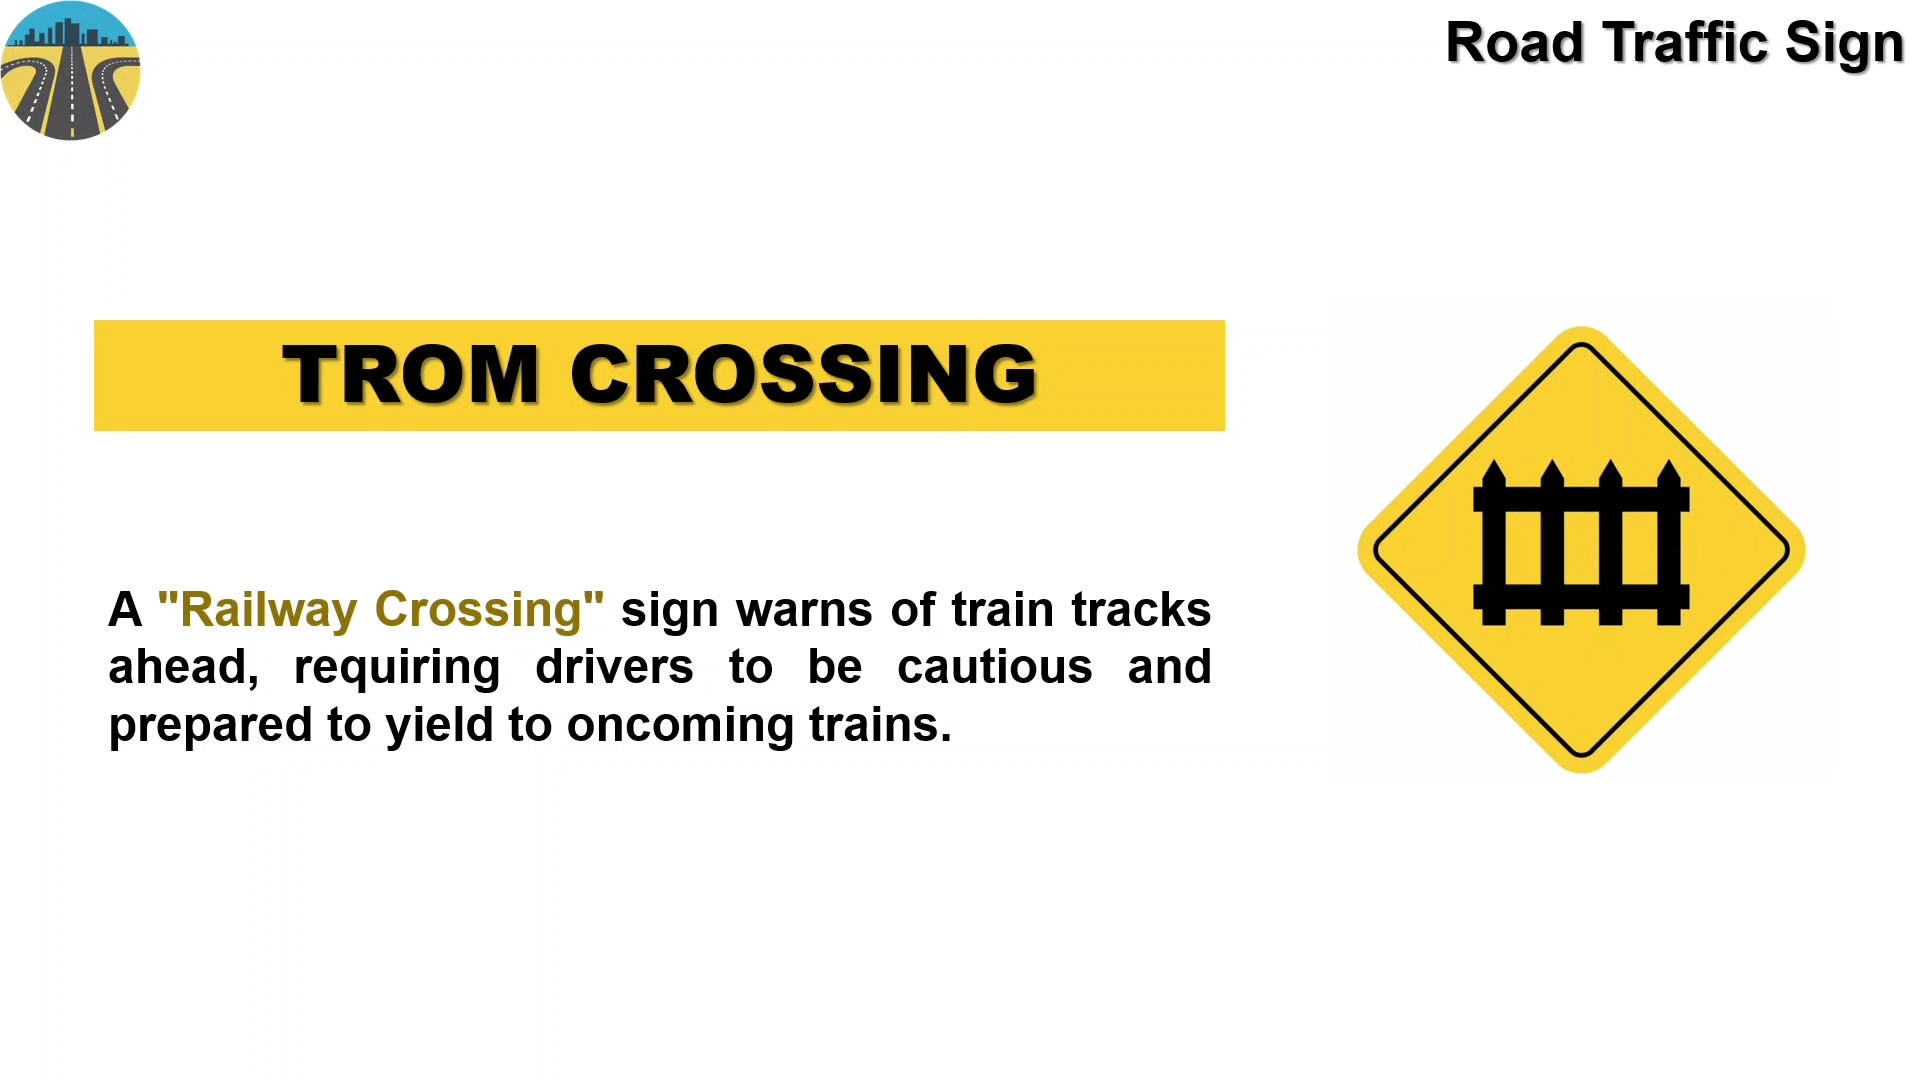 Road Traffic Sign
TROM CROSSING
A "Railway Crossing" sign warns of train tracks
ahead, requiring drivers to be cautious and
prepared to yield to oncoming trains.